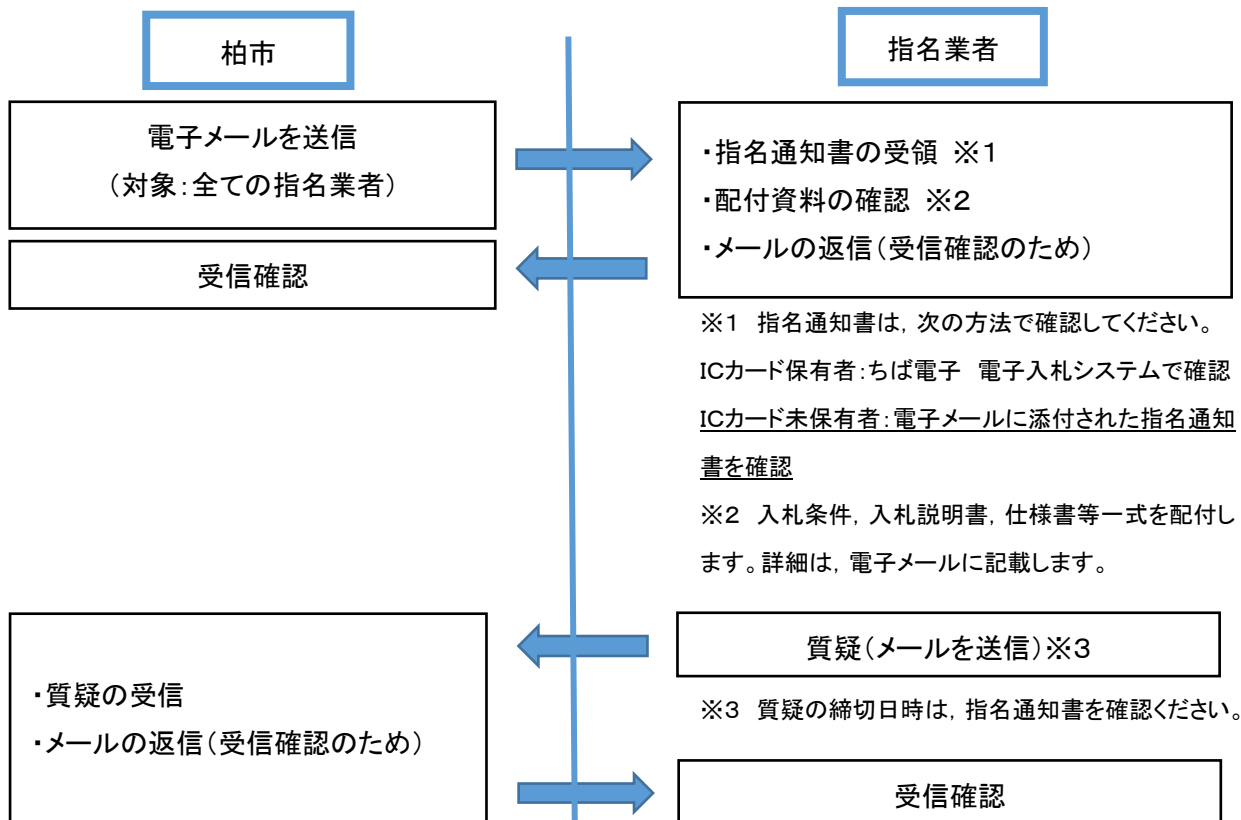 柏市
指名業者
電子メールを送信
（対象：全ての指名業者）
・指名通知書の受領 ※１
・配付資料の確認 ※２
・メールの返信（受信確認のため）
受信確認
※１ 指名通知書は，次の方法で確認してください。
ICカード保有者：ちば電子 電子入札システムで確認
ICカード未保有者：電子メールに添付された指名通知
書を確認
※２ 入札条件，入札説明書，仕様書等一式を配付し
ます。詳細は，電子メールに記載します。
質疑（メールを送信）※３
※３ 質疑の締切日時は，指名通知書を確認ください。
・質疑の受信
・メールの返信（受信確認のため）
受信確認